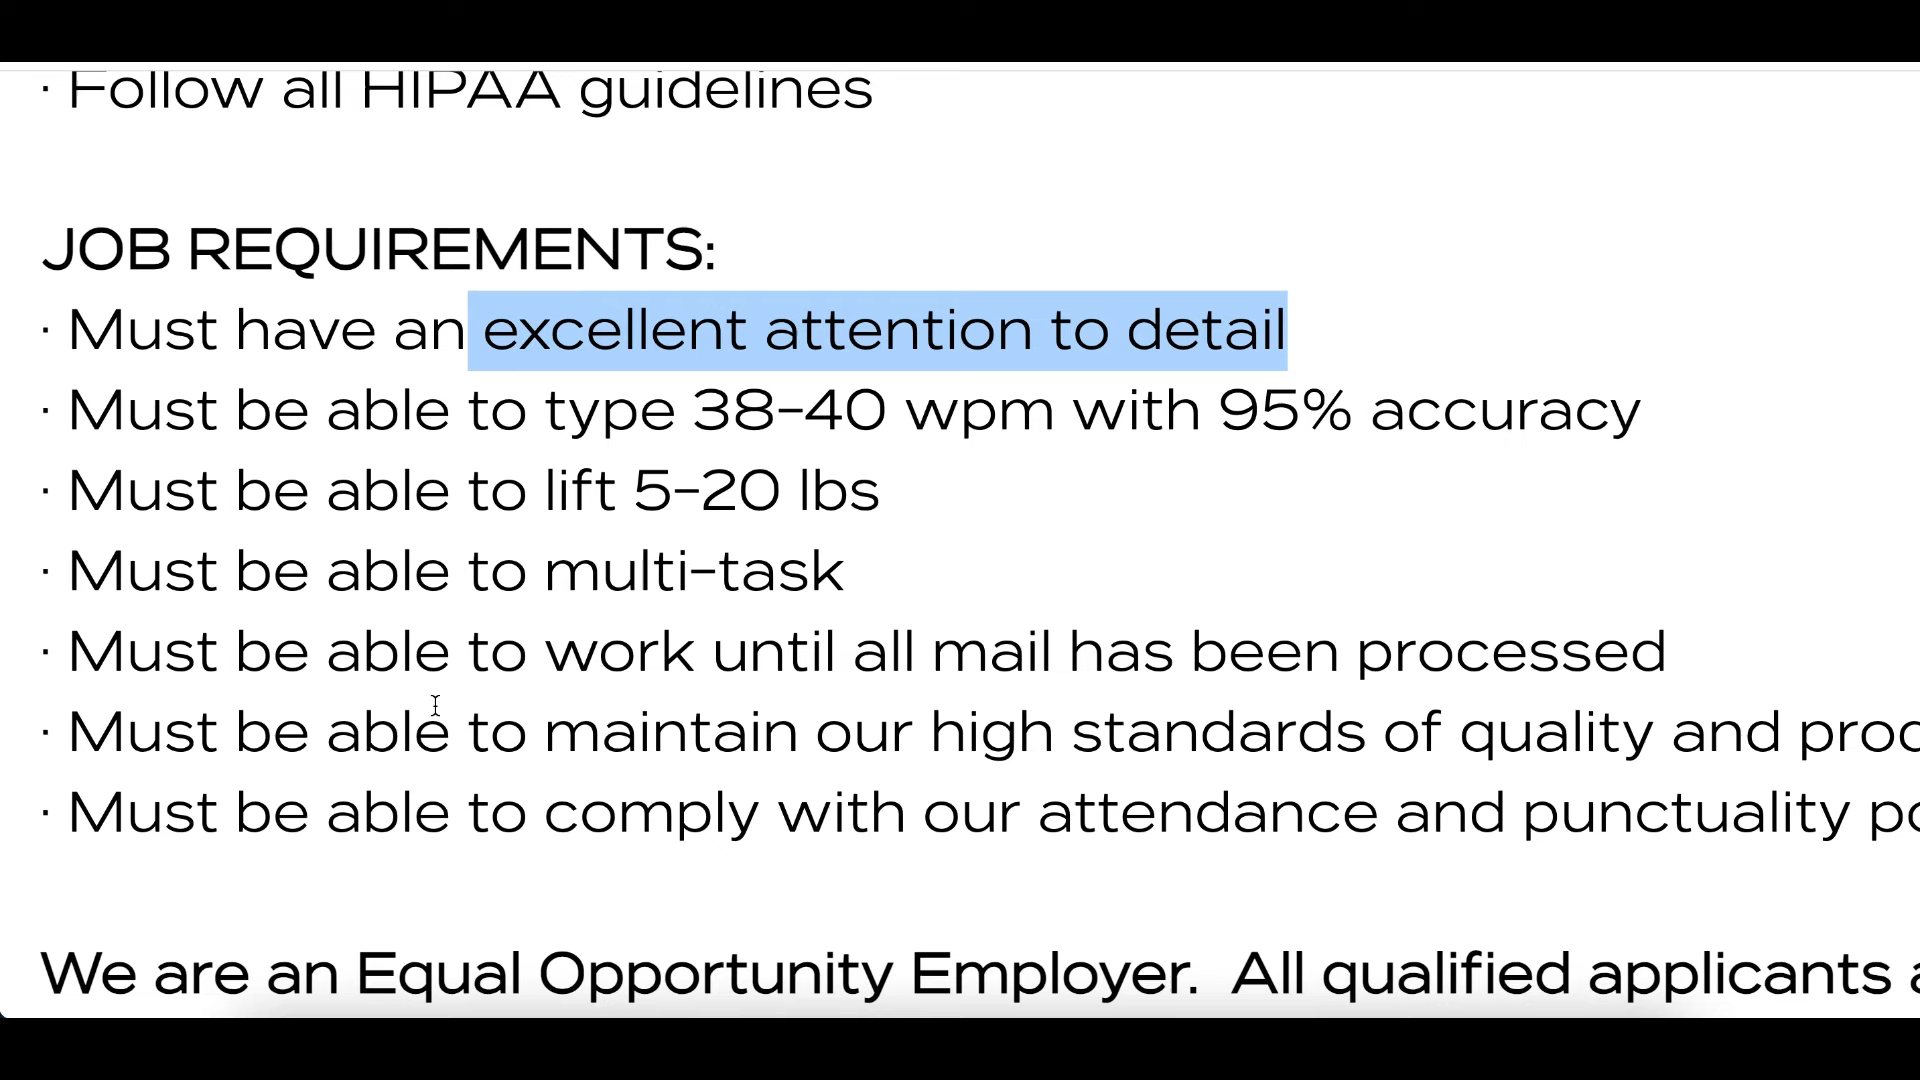 · Follow all HIPAA guidelines
JOB REQUIREMENTS:
· Must have an excellent attention to detail
· Must be able to type 38-40 wpm with 95% accuracy
· Must be able to lift 5-20 lbs
· Must be able to multi-task
· Must be able to work until all mail has been processed
· Must be able to maintain our high standards of quality and
· Must be able to comply with our attendance and punctuality
We are an Equal Opportunity Employer.  All qualified applicants